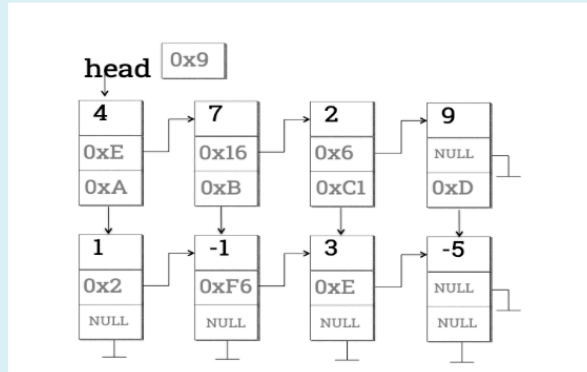 head 0x9
4 7 2 9
0xE 0x16 0x6 NULL
0xA 0xB 0xC1 0xD
1 -1 3 -5
0x2 0xF6 0xE NULL
NULL NULL NULL NULL